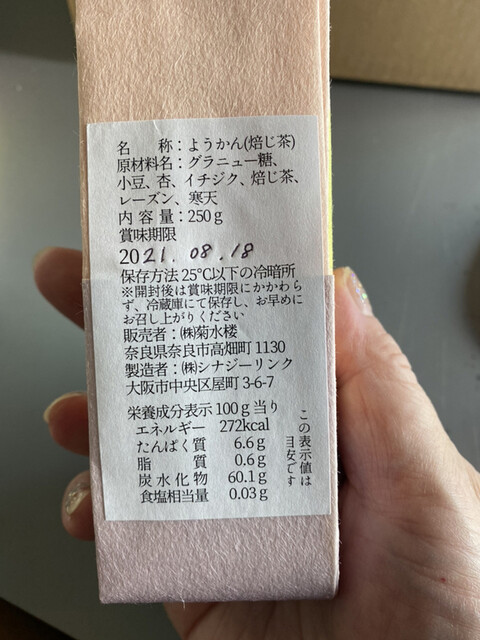 名　　称：ようかん(焙じ茶)
原材料名：グラニュー糖、
小豆、杏、イチジク、焙じ茶、
レーズン、寒天
内 容 量：250ｇ
賞味期限
2021. 08. 18
保存方法 25℃以下の冷暗所
※開封後は賞味期限にかかわら
ず、冷蔵庫にて保存し、お早めに
お召し上がりください
販売者：㈱菊水楼
奈良県奈良市高畑町 1130
製造者：㈱シナジーリンク
大阪市中央区屋町 3-6-7
栄養成分表示 100ｇ当り
エネルギー　272kcal
たんぱく質　6.6ｇ
脂　　質　0.6ｇ
炭 水 化 物　60.1ｇ
食塩相当量　0.03ｇ
この表示値は
目安です